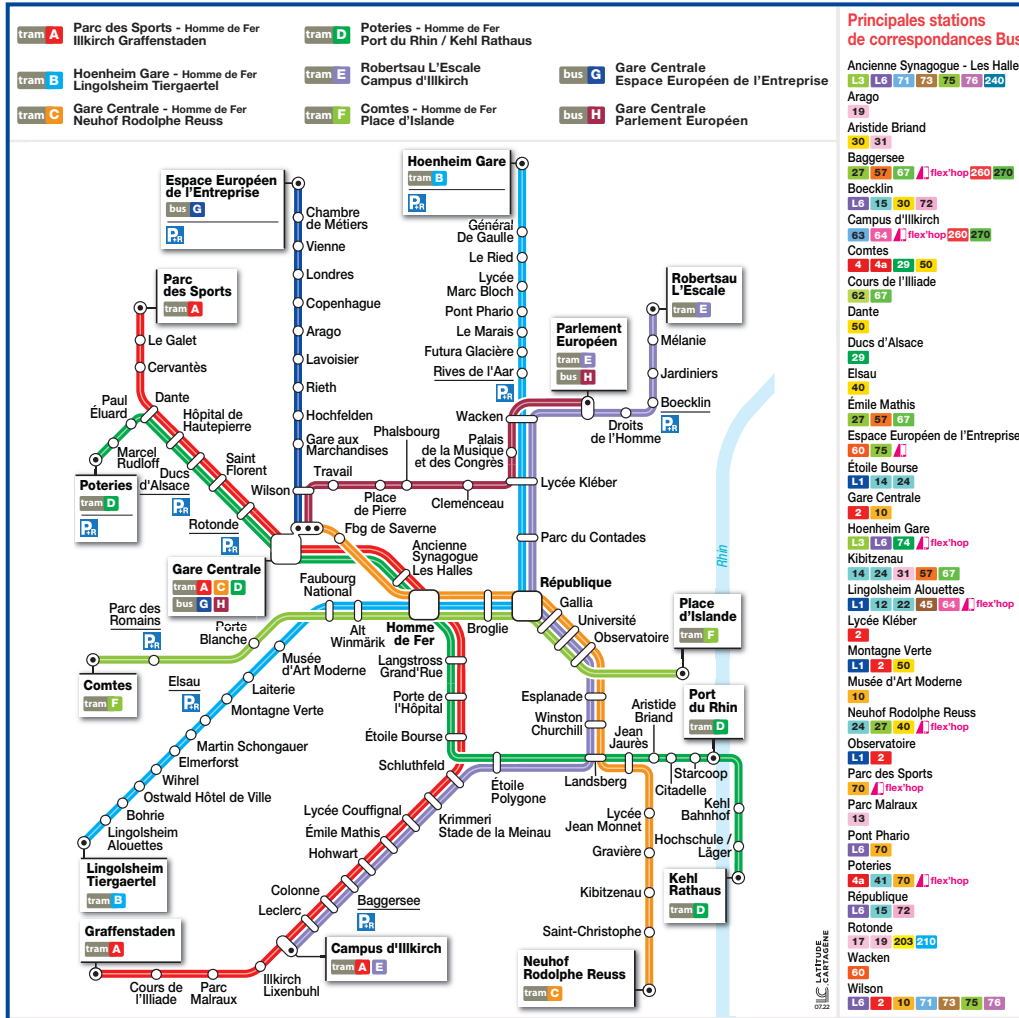 tram A Parc des Sports - Homme de Fer
Illkirch Graffenstaden
tram B Hoenheim Gare - Homme de Fer
Lingolsheim Tiergaertel
tram C Gare Centrale - Homme de Fer
Neuhof Rodolphe Reuss
tram D Poteries - Homme de Fer
Port du Rhin / Kehl Rathaus
tram E Robertsau L'Escale
Campus d'Illkirch
tram F Comtes - Homme de Fer
Place d'Islande
bus G Gare Centrale
Espace Européen de l'Entreprise
bus H Gare Centrale
Parlement Européen
Espace Européen
de l'Entreprise
bus G
P+R
Chambre
de Métiers
Vienne
Londres
Copenhague
Arago
Lavoisier
Rieth
Hochfelden
Gare aux
Marchandises
Wilson
Hoenheim Gare
tram B
P+R
Général
De Gaulle
Le Ried
Lycée
Marc Bloch
Pont Phario
Le Marais
Futura Glacière
Rives de l'Aar
P+R
Wacken
Palais
de la Musique
et des Congrès
Lycée Kléber
Parc du Contades
Parlement
Européen
tram E
bus H
Robertsau
L'Escale
tram E
Mélanie
Jardiniers
Boecklin
P+R
Droits
de l'Homme
Parc
des Sports
tram A
Le Galet
Cervantès
Dante
Hôpital de
Hautepierre
Paul
Éluard
Marcel
Rudloff
Poteries
tram D
P+R
Ducs
d'Alsace
P+R
Saint
Florent
Rotonde
P+R
Travail
Phalsbourg
Place
de Pierre
Clemenceau
Fbg de Saverne
Gare Centrale
tram A C D
bus G H
Ancienne
Synagogue
Les Halles
Faubourg
National
Alt
Winmärik
Homme
de Fer
Broglie
République
Gallia
Université
Observatoire
Place
d'Islande
tram F
Parc des
Romains
P+R
Porte
Blanche
Comtes
tram F
Musée
d'Art Moderne
Laiterie
Montagne Verte
Elsau
P+R
Martin Schongauer
Elmerforst
Wihrel
Ostwald Hôtel de Ville
Bohrie
Lingolsheim
Alouettes
Lingolsheim
Tiergaertel
tram B
Langstross
Grand'Rue
Porte de
l'Hôpital
Étoile Bourse
Schluthfeld
Lycée Couffignal
Émile Mathis
Hohwart
Colonne
Leclerc
Krimmeri
Stade de la Meinau
Étoile
Polygone
Baggersee
P+R
Campus d'Illkirch
tram A E
Graffenstaden
tram A
Cours de
l'Illiade
Parc
Malraux
Illkirch
Lixenbuhl
Esplanade
Winston
Churchill
Landsberg
Jean
Jaurès
Aristide
Briand
Citadelle
Starcoop
Port
du Rhin
tram D
Kehl
Bahnhof
Hochschule /
Läger
Kehl
Rathaus
tram D
Lycée
Jean Monnet
Gravière
Kibitzenau
Saint-Christophe
Neuhof
Rodolphe Reuss
tram C
Rhin
LATITUDE
CARTAGÈNE
07.22
Principales stations
de correspondances Bus
Ancienne Synagogue - Les Halle
L3 L6 71 73 75 76 240
Arago
19
Aristide Briand
30 31
Baggersee
27 57 67 flex'hop 260 270
Boecklin
L6 15 30 72
Campus d'Illkirch
63 64 flex'hop 260 270
Comtes
4 4a 29 50
Cours de l'Illiade
62 67
Dante
50
Ducs d'Alsace
29
Elsau
40
Émile Mathis
27 57 67
Espace Européen de l'Entreprise
60 75
Étoile Bourse
L1 14 24
Gare Centrale
2 10
Hoenheim Gare
L3 L6 74 flex'hop
Kibitzenau
14 24 31 57 67
Lingolsheim Alouettes
L1 12 22 45 64 flex'hop
Lycée Kléber
2
Montagne Verte
L1 2 50
Musée d'Art Moderne
10
Neuhof Rodolphe Reuss
24 27 40 flex'hop
Observatoire
L1 2
Parc des Sports
70 flex'hop
Parc Malraux
13
Pont Phario
L6 70
Poteries
4a 41 70 flex'hop
République
L6 15 72
Rotonde
17 19 203 210
Wacken
60
Wilson
L6 2 10 71 73 75 76